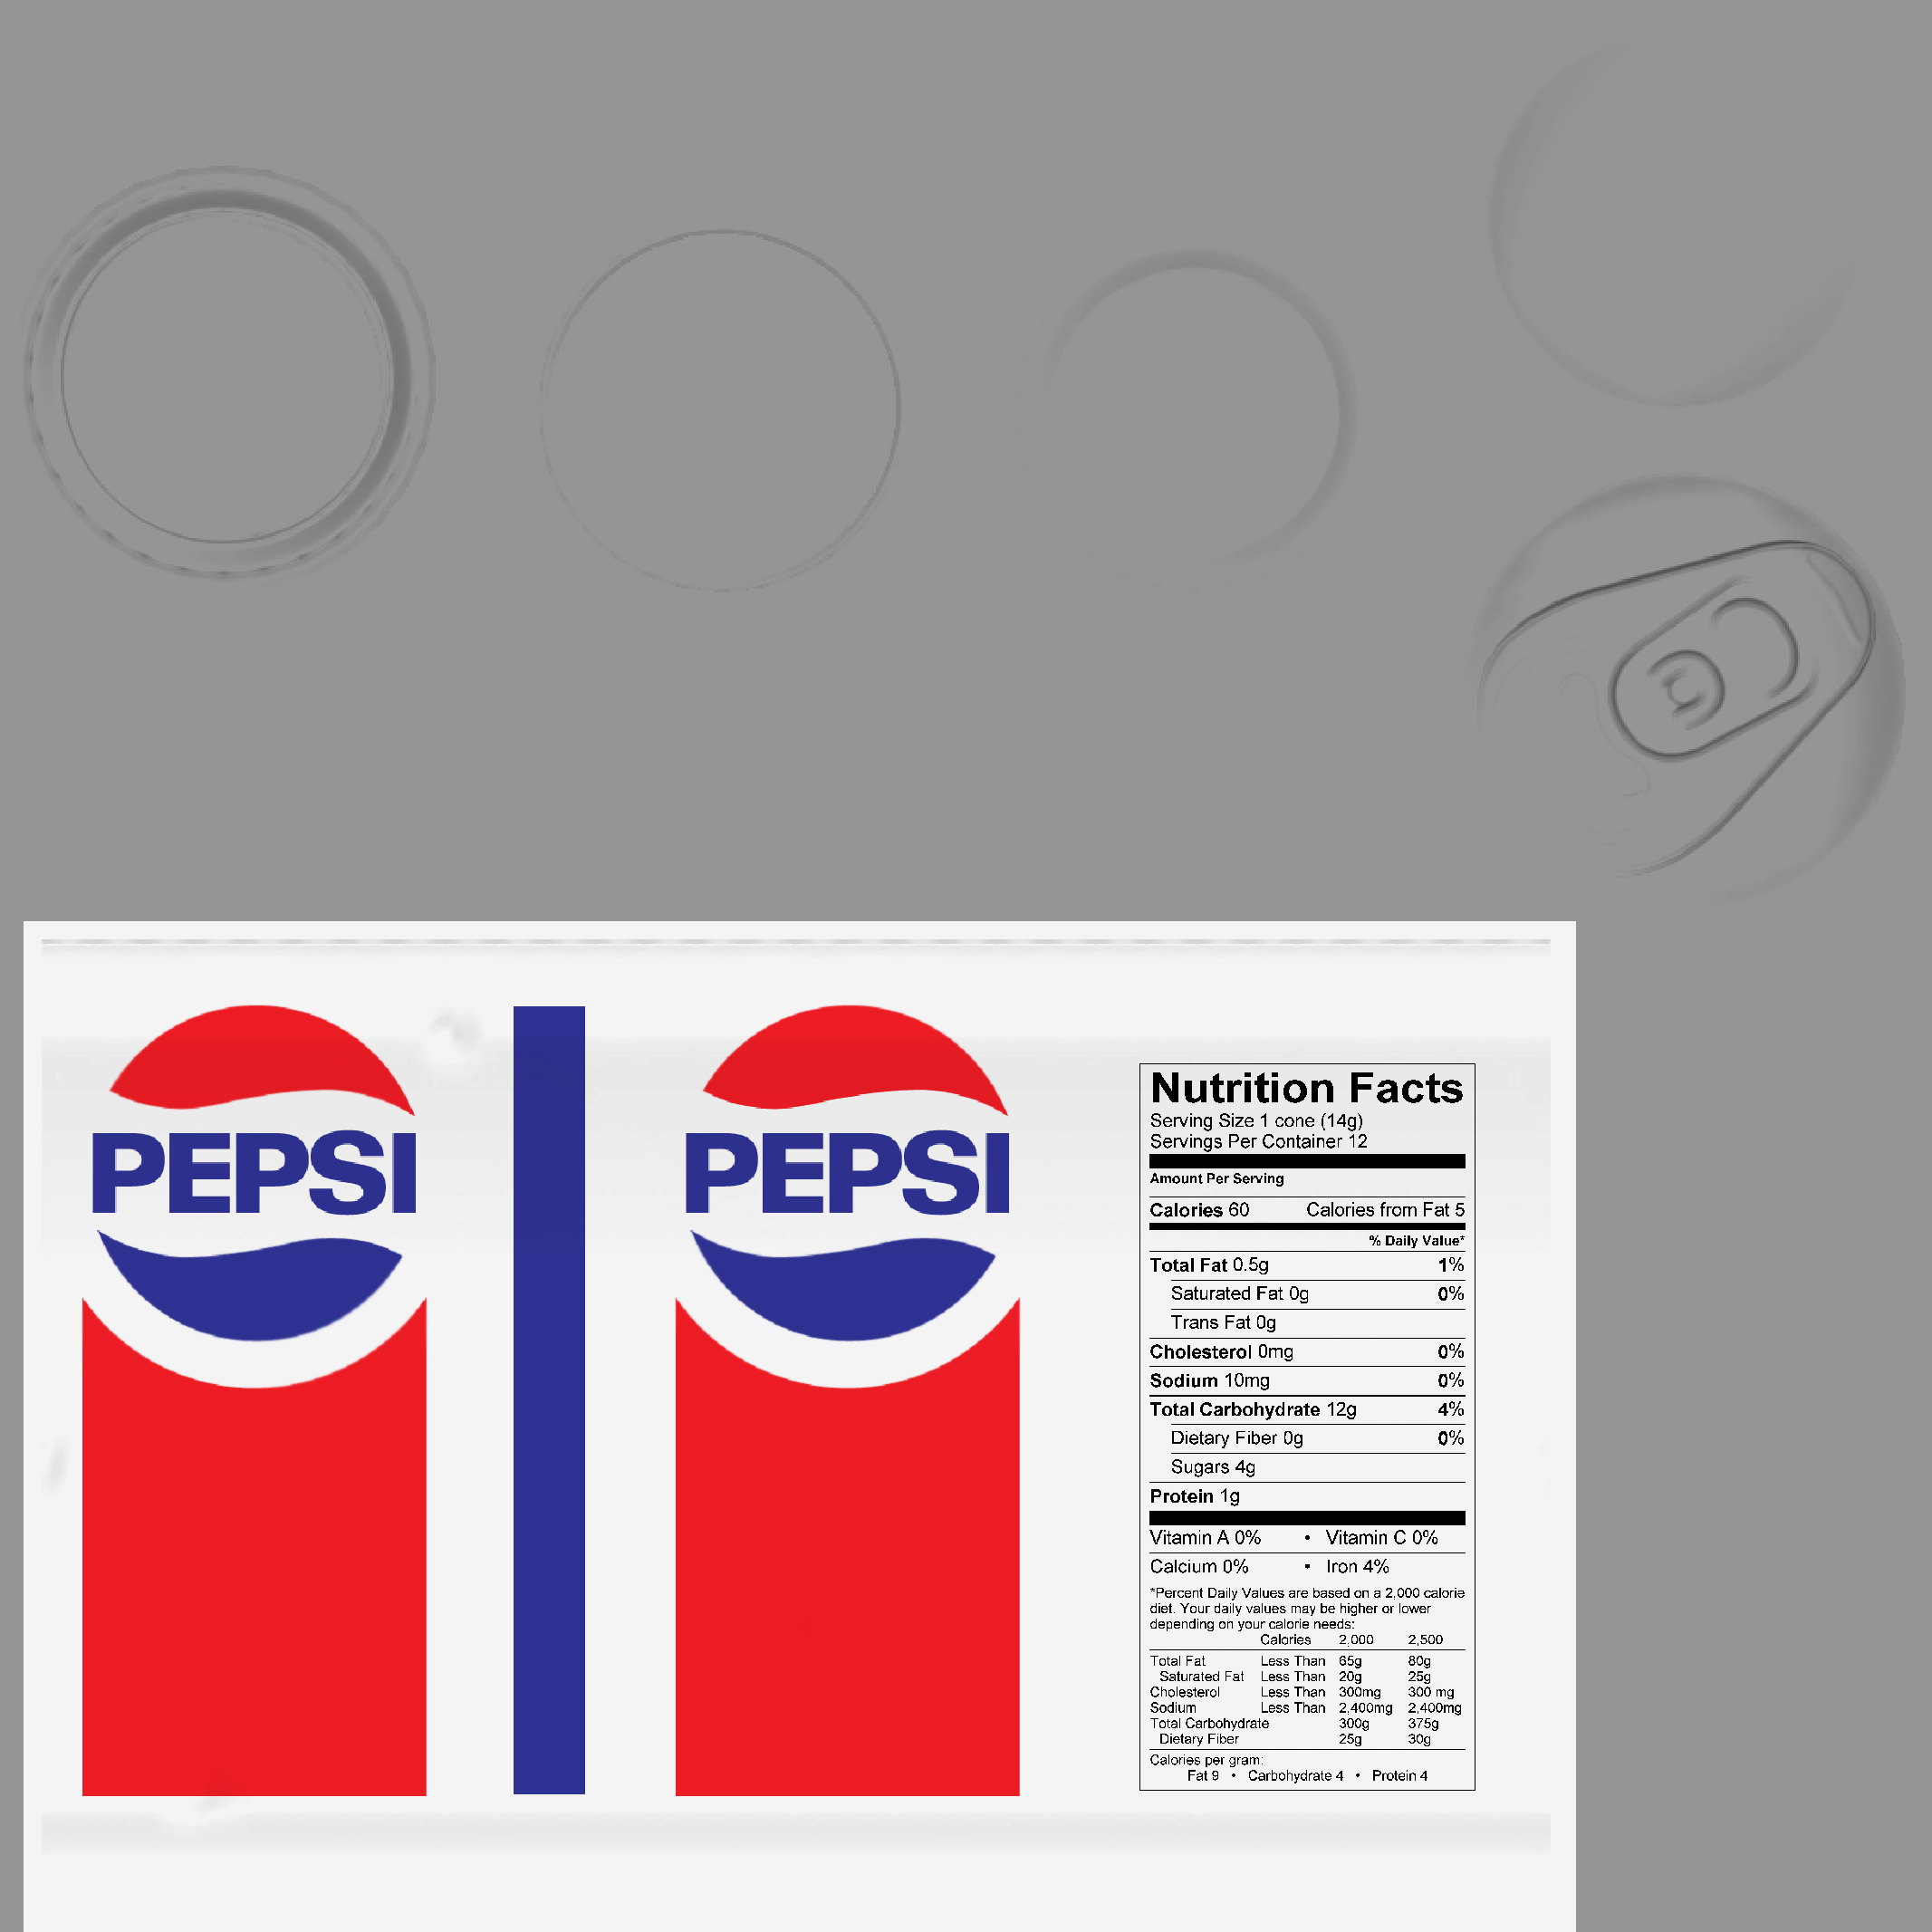 PEPSI
PEPSI
Nutrition Facts
Serving Size 1 cone (14g)
Servings Per Container 12
Amount Per Serving
Calories 60 Calories from Fat 5
% Daily Value*
Total Fat 0.5g 1%
Saturated Fat 0g 0%
Trans Fat 0g
Cholesterol 0mg 0%
Sodium 10mg 0%
Total Carbohydrate 12g 4%
Dietary Fiber 0g 0%
Sugars 4g
Protein 1g
Vitamin A 0% • Vitamin C 0%
Calcium 0% • Iron 4%
*Percent Daily Values are based on a 2,000 calorie
diet. Your daily values may be higher or lower
depending on your calorie needs:
Calories 2,000 2,500
Total Fat Less Than 65g 80g
Saturated Fat Less Than 20g 25g
Cholesterol Less Than 300mg 300 mg
Sodium Less Than 2,400mg 2,400mg
Total Carbohydrate 300g 375g
Dietary Fiber 25g 30g
Calories per gram:
Fat 9 • Carbohydrate 4 • Protein 4